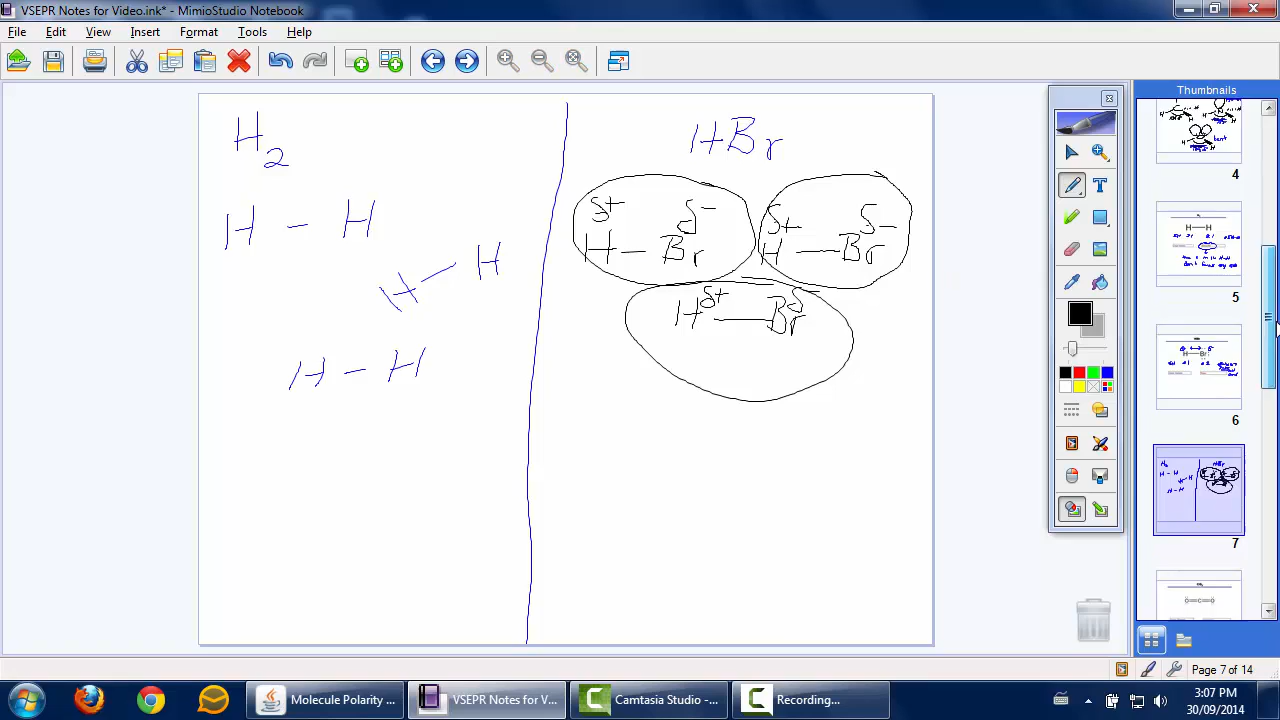 VSEPR Notes for Video.ink* - MimioStudio Notebook
File Edit View Insert Format Tools Help
H2
H - H
H - H
H - H
HBr
δ+ δ-
H - Br
δ+ δ-
H - Br
δ+ δ-
H - Br
Thumbnails
4
5
6
7
Page 7 of 14
Molecule Polarity
VSEPR Notes for V...
Camtasia Studio -...
Recording...
3:07 PM
30/09/2014